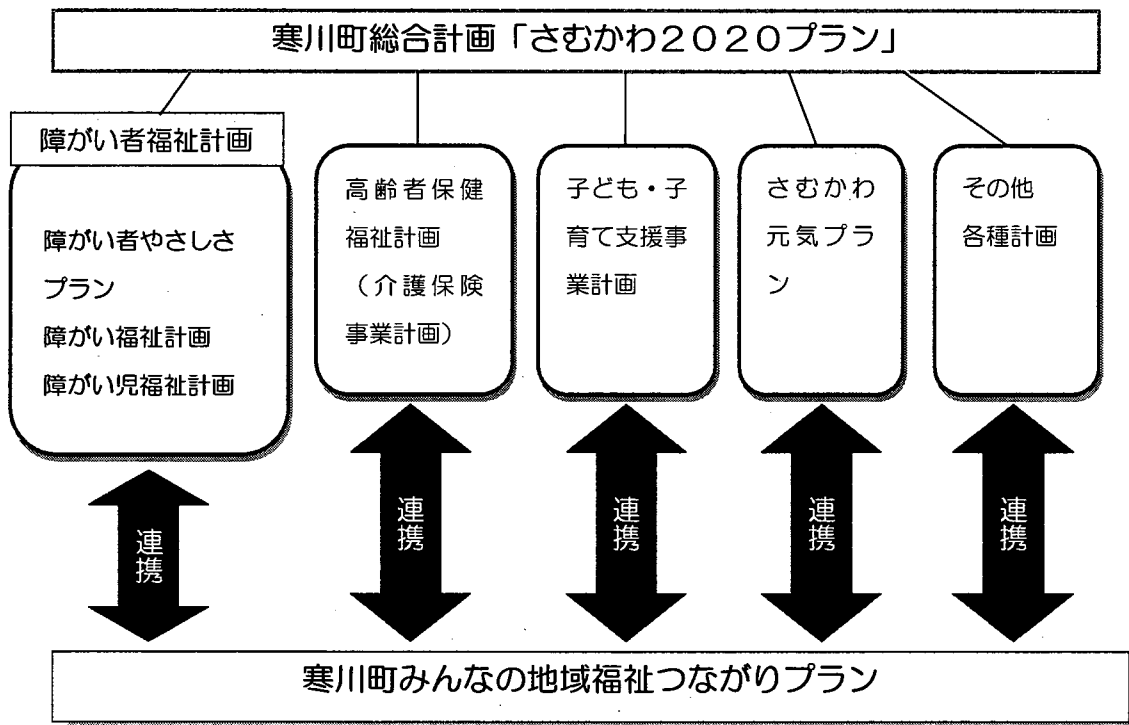 寒川町総合計画「さむかわ２０２０プラン」
障がい者福祉計画
障がい者やさしさ
プラン
障がい福祉計画
障がい児福祉計画
高齢者保健
福祉計画
（介護保険
事業計画）
子ども・子
育て支援事
業計画
さむかわ
元気プラ
ン
その他
各種計画
連携
連携
連携
連携
連携
寒川町みんなの地域福祉つながりプラン